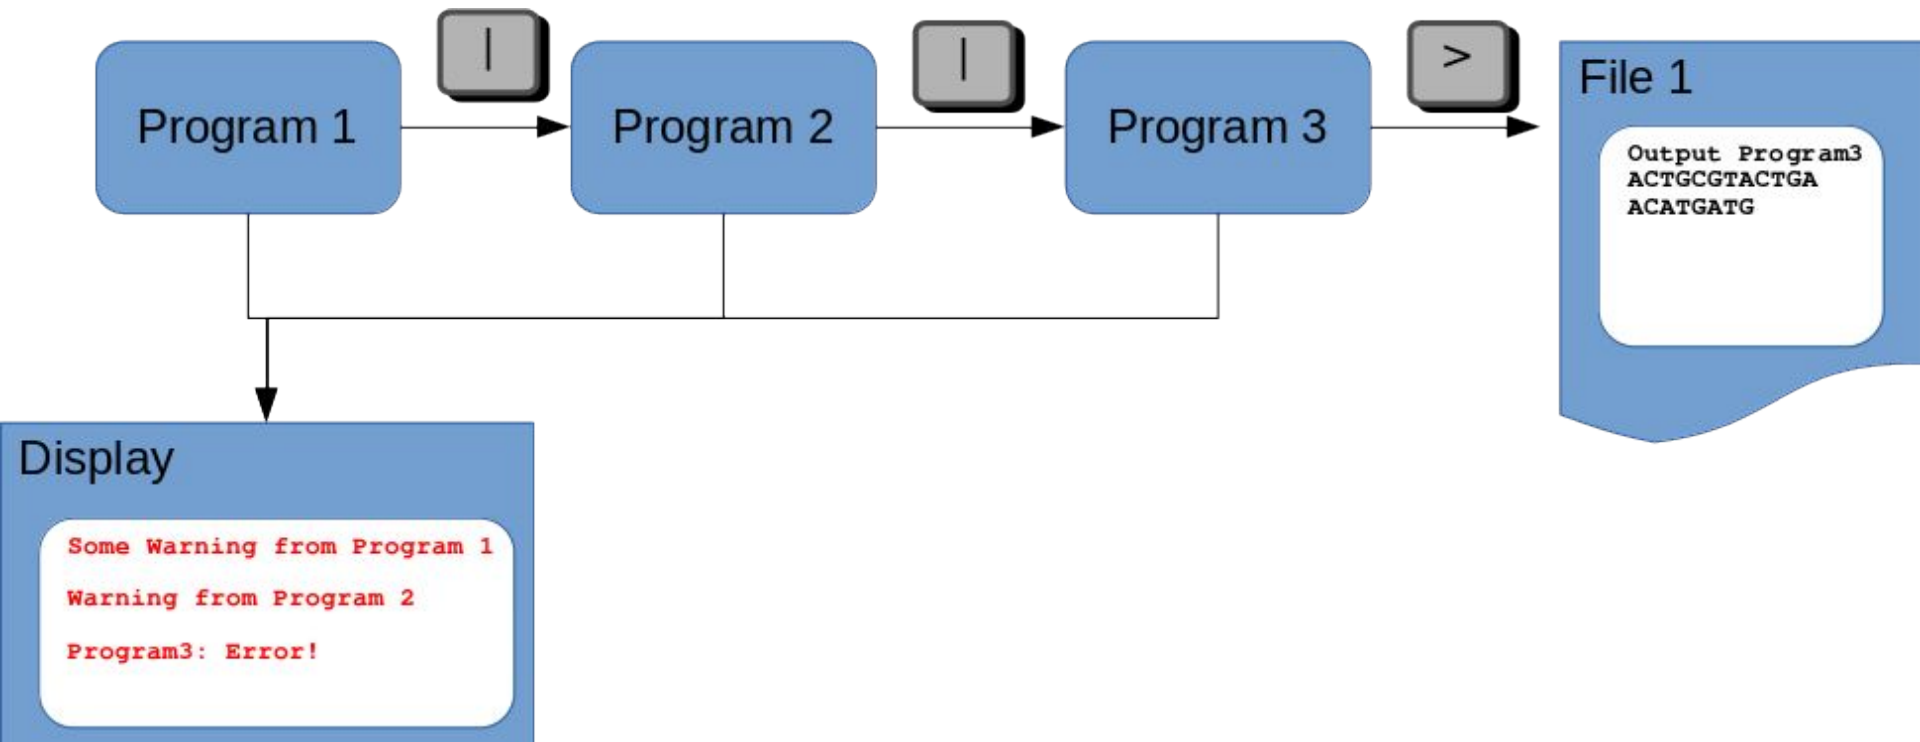 |
|
>
Program 1
Program 2
Program 3
File 1
Output Program3
ACTGCGTACTGA
ACATGATG
Display
Some Warning from Program 1
Warning from Program 2
Program3: Error!